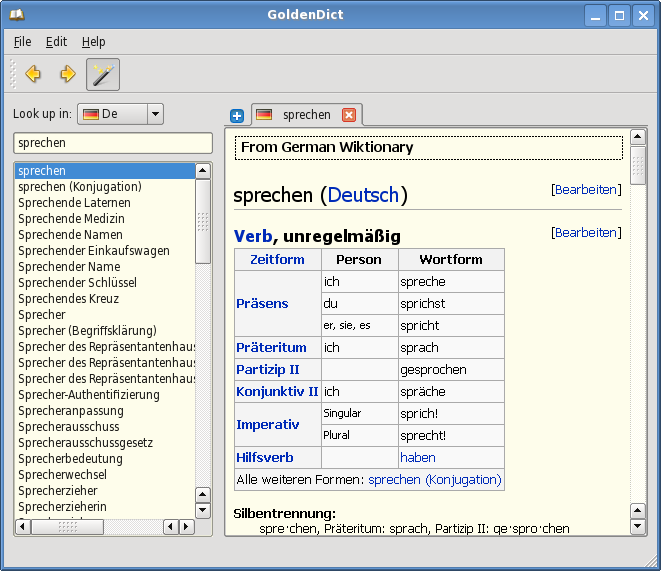 GoldenDict
File Edit Help
Look up in: De
sprechen
sprechen
sprechen
sprechen (Konjugation)
Sprechende Laternen
Sprechende Medizin
Sprechende Namen
Sprechender Einkaufswagen
Sprechender Name
Sprechender Schlüssel
Sprechendes Kreuz
Sprecher
Sprecher (Begriffsklärung)
Sprecher des Repräsentantenhaus
Sprecher des Repräsentantenhaus
Sprecher des Repräsentantenhaus
Sprecher-Authentifizierung
Sprecheranpassung
Sprecherausschuss
Sprecherausschussgesetz
Sprecherbedeutung
Sprecherwechsel
Sprecherzieher
Sprecherzieherin
From German Wiktionary
sprechen (Deutsch) [Bearbeiten]
Verb, unregelmäßig [Bearbeiten]
Zeitform Person Wortform
Präsens ich spreche
du sprichst
er, sie, es spricht
Präteritum ich sprach
Partizip II gesprochen
Konjunktiv II ich spräche
Imperativ Singular sprich!
Plural sprecht!
Hilfsverb haben
Alle weiteren Formen: sprechen (Konjugation)
Silbentrennung:
spre·chen, Präteritum: sprach, Partizip II: ge·spro·chen